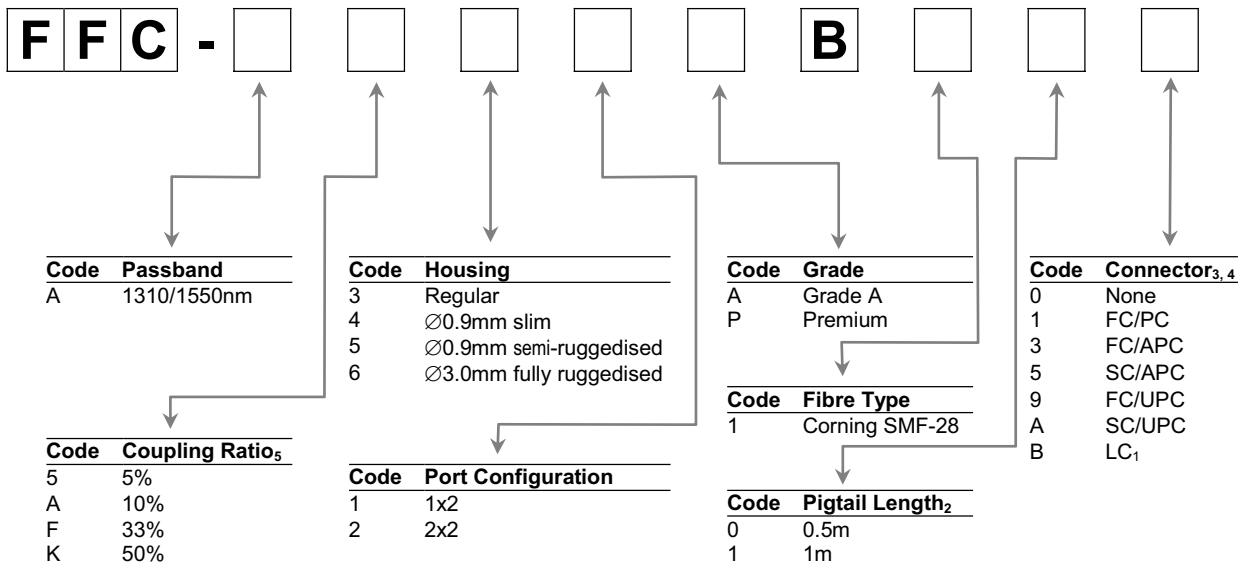 FFC - B
Code Passband
A 1310/1550nm
Code Housing
3 Regular
4 ∅0.9mm slim
5 ∅0.9mm semi-ruggedised
6 ∅3.0mm fully ruggedised
Code Grade
A Grade A
P Premium
Code Connector3, 4
0 None
1 FC/PC
3 FC/APC
5 SC/APC
9 FC/UPC
A SC/UPC
B LC1
Code Fibre Type
1 Corning SMF-28
Code Coupling Ratio5
5 5%
A 10%
F 33%
K 50%
Code Port Configuration
1 1x2
2 2x2
Code Pigtail Length2
0 0.5m
1 1m